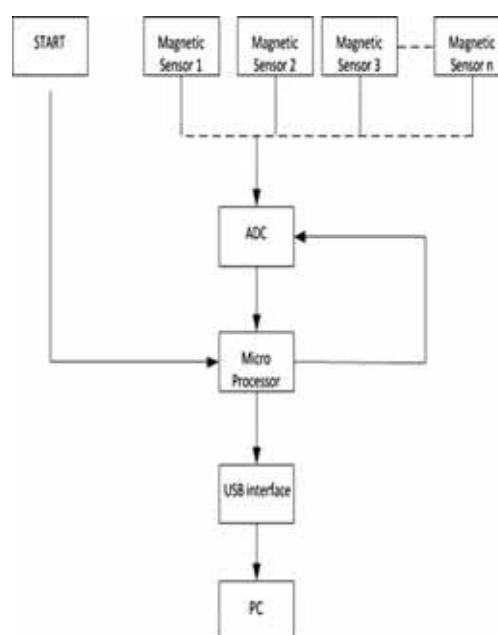 START
Magnetic
Sensor 1
Magnetic
Sensor 2
Magnetic
Sensor 3
Magnetic
Sensor n
ADC
Micro
Processor
USB interface
PC